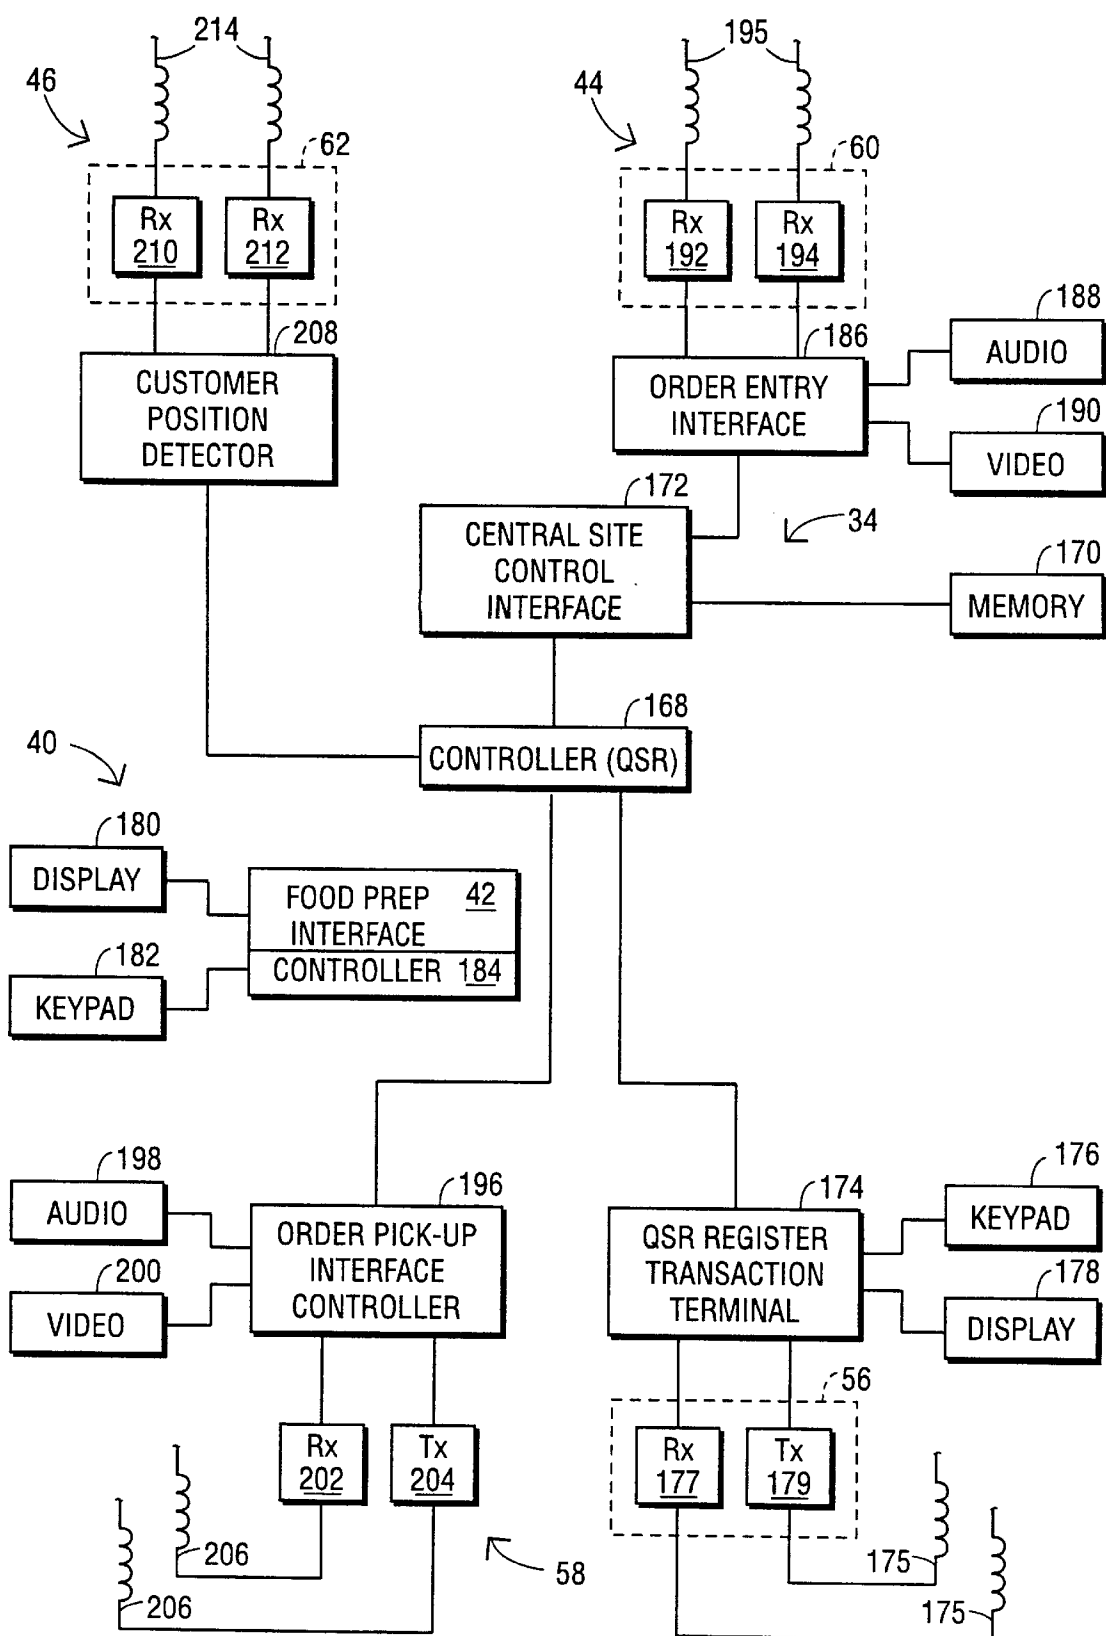 214
195
46
44
62
60
Rx
210
Rx
212
Rx
192
Rx
194
208
186
188
CUSTOMER
POSITION
DETECTOR
ORDER ENTRY
INTERFACE
AUDIO
190
VIDEO
172
34
CENTRAL SITE
CONTROL
INTERFACE
170
MEMORY
168
CONTROLLER (QSR)
40
180
DISPLAY
FOOD PREP 42
INTERFACE
CONTROLLER 184
182
KEYPAD
198
AUDIO
196
174
176
KEYPAD
ORDER PICK-UP
INTERFACE
CONTROLLER
QSR REGISTER
TRANSACTION
TERMINAL
200
VIDEO
178
DISPLAY
56
Rx
202
Tx
204
Rx
177
Tx
179
206
58
175
206
175